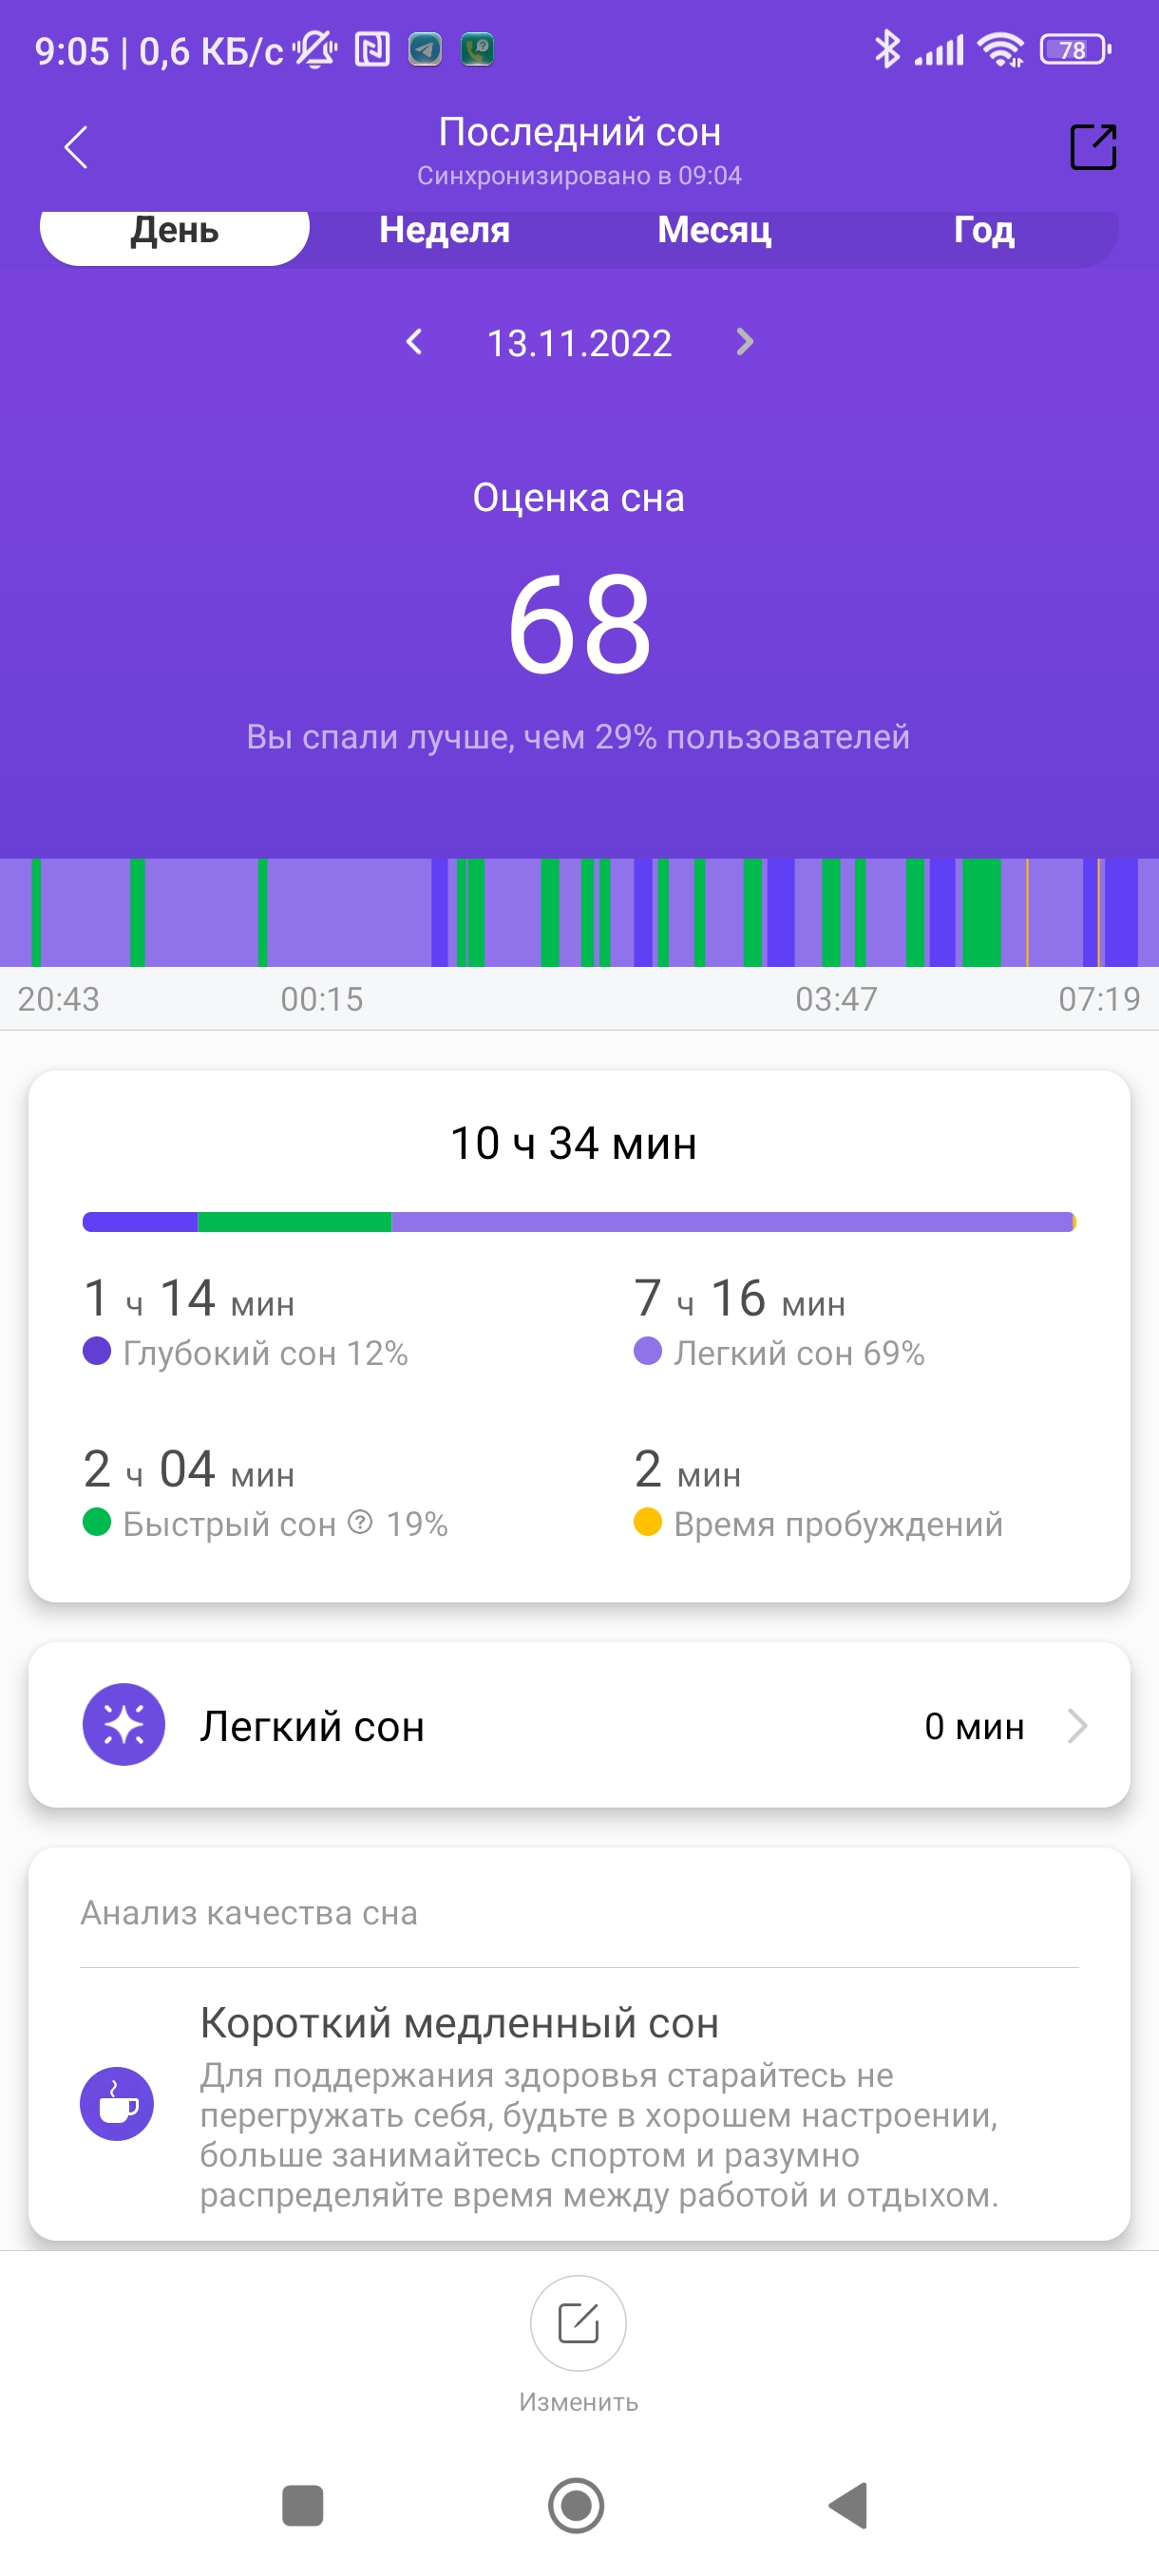 9:05 | 0,6 КБ/с
78
Последний сон
Синхронизировано в 09:04
День Неделя Месяц Год
13.11.2022
Оценка сна
68
Вы спали лучше, чем 29% пользователей
20:43 00:15 03:47 07:19
10 ч 34 мин
1 ч 14 мин
Глубокий сон 12%
7 ч 16 мин
Легкий сон 69%
2 ч 04 мин
Быстрый сон ? 19%
2 мин
Время пробуждений
Легкий сон 0 мин
Анализ качества сна
Короткий медленный сон
Для поддержания здоровья старайтесь не
перегружать себя, будьте в хорошем настроении,
больше занимайтесь спортом и разумно
распределяйте время между работой и отдыхом.
Изменить